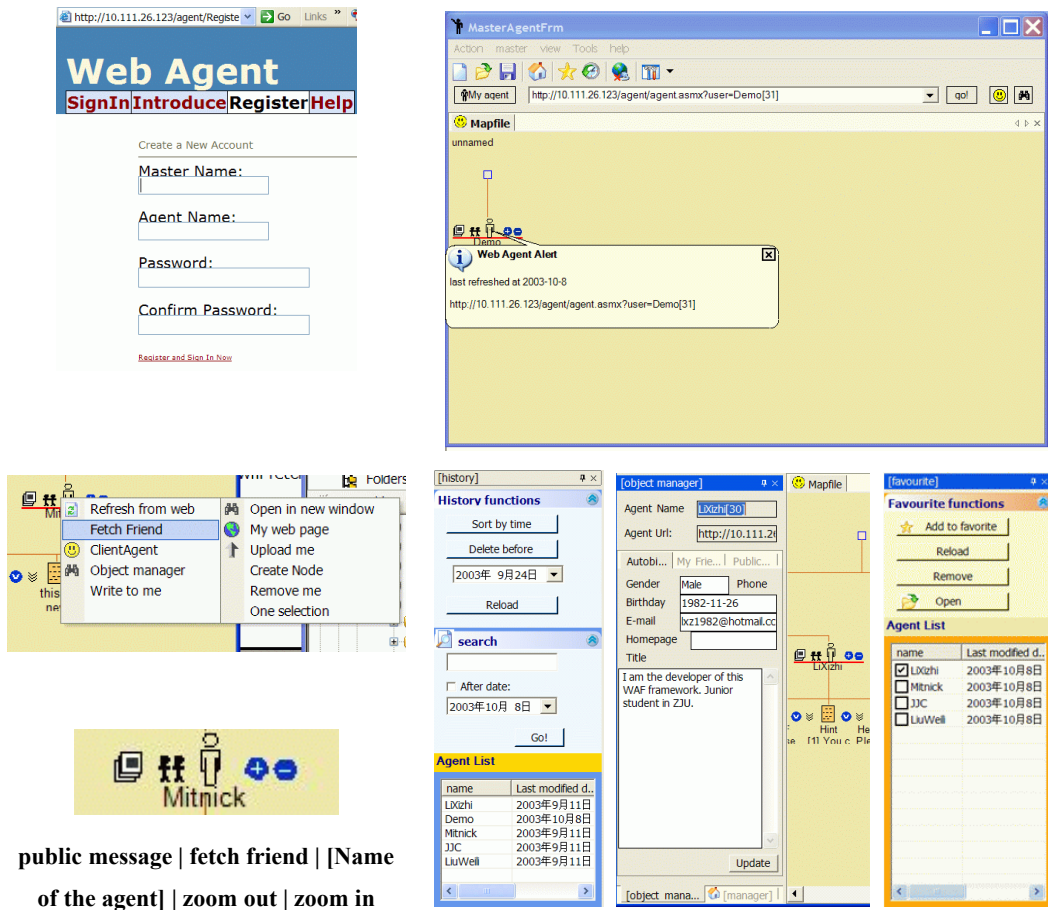 http://10.111.26.123/agent/Registe Go Links »
Web Agent
SignIn Introduce Register Help
Create a New Account
Master Name:
Agent Name:
Password:
Confirm Password:
Register and Sign In Now
MasterAgentFrm
Action master view Tools help
My agent http://10.111.26.123/agent/agent.asmx?user=Demo[31] go!
Mapfile
unnamed
Demo
Web Agent Alert
last refreshed at 2003-10-8
http://10.111.26.123/agent/agent.asmx?user=Demo[31]
Folders
Refresh from web
Fetch Friend
ClientAgent
Object manager
Write to me
Open in new window
My web page
Upload me
Create Node
Remove me
One selection
this
Mitnick
public message | fetch friend | [Name
of the agent] | zoom out | zoom in
[history]
History functions
Sort by time
Delete before
2003年 9月24日
Reload
search
After date:
2003年10月 8日
Go!
Agent List
name Last modified d..
LiXizhi 2003年9月11日
Demo 2003年10月8日
Mitnick 2003年9月11日
JJC 2003年9月11日
LiuWeili 2003年9月11日
[object manager]
Agent Name LiXizhi[30]
Agent Url: http://10.111.26
Autobi... My Frie... Public...
Gender Male Phone
Birthday 1982-11-26
E-mail lxz1982@hotmail.cc
Homepage
Title
I am the developer of this
WAF framework. Junior
student in ZJU.
Update
[object mana... [manager]
Mapfile
LiXizhi
Hint He
[1] You c Ple
[favourite]
Favourite functions
Add to favorite
Reload
Remove
Open
Agent List
name Last modified d..
LiXizhi 2003年10月8日
Mitnick 2003年10月8日
JJC 2003年10月8日
LiuWeili 2003年10月8日